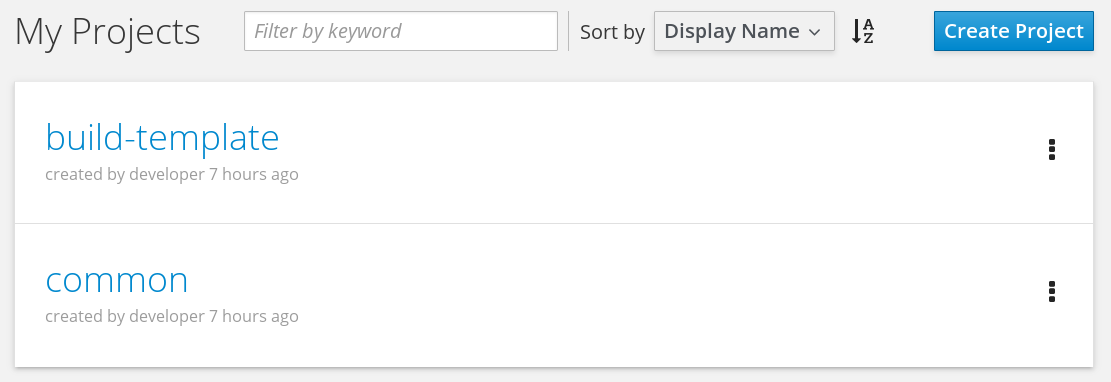 My Projects
Filter by keyword
Sort by
Display Name
A
Z
Create Project
build-template
created by developer 7 hours ago
common
created by developer 7 hours ago